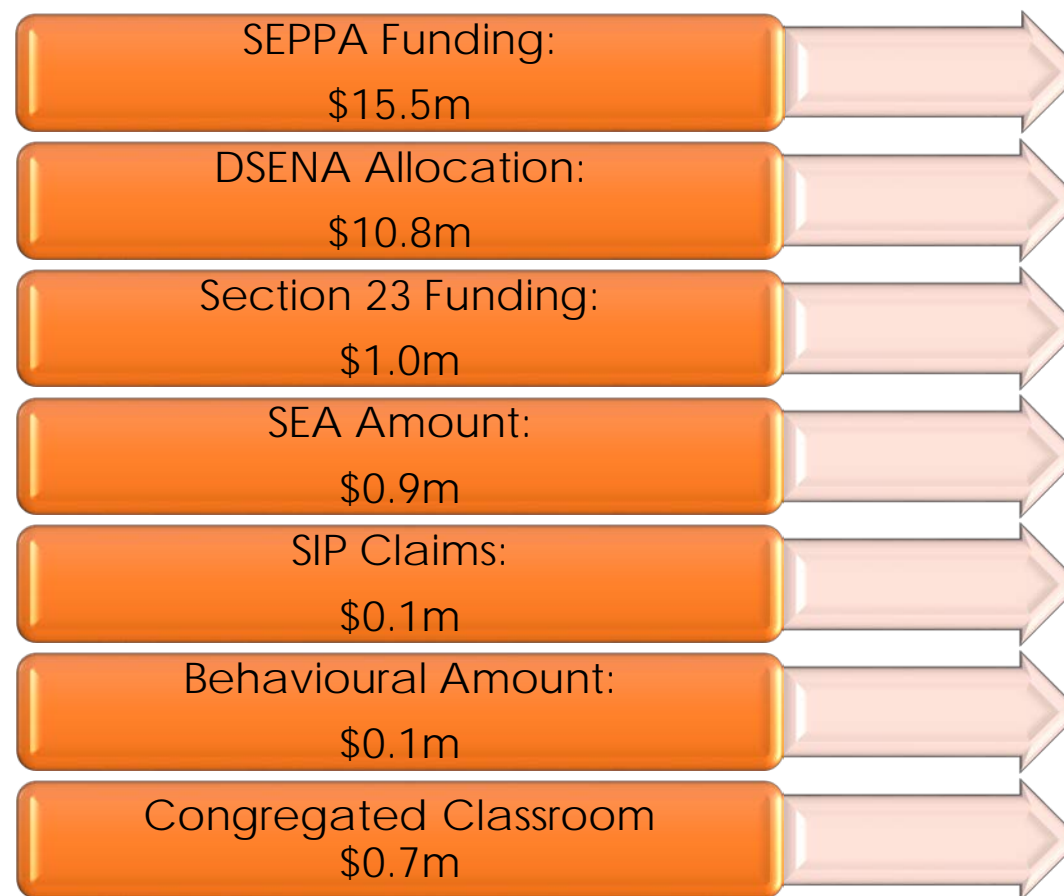 SEPPA Funding:
$15.5m
DSENA Allocation:
$10.8m
Section 23 Funding:
$1.0m
SEA Amount:
$0.9m
SIP Claims:
$0.1m
Behavioural Amount:
$0.1m
Congregated Classroom
$0.7m